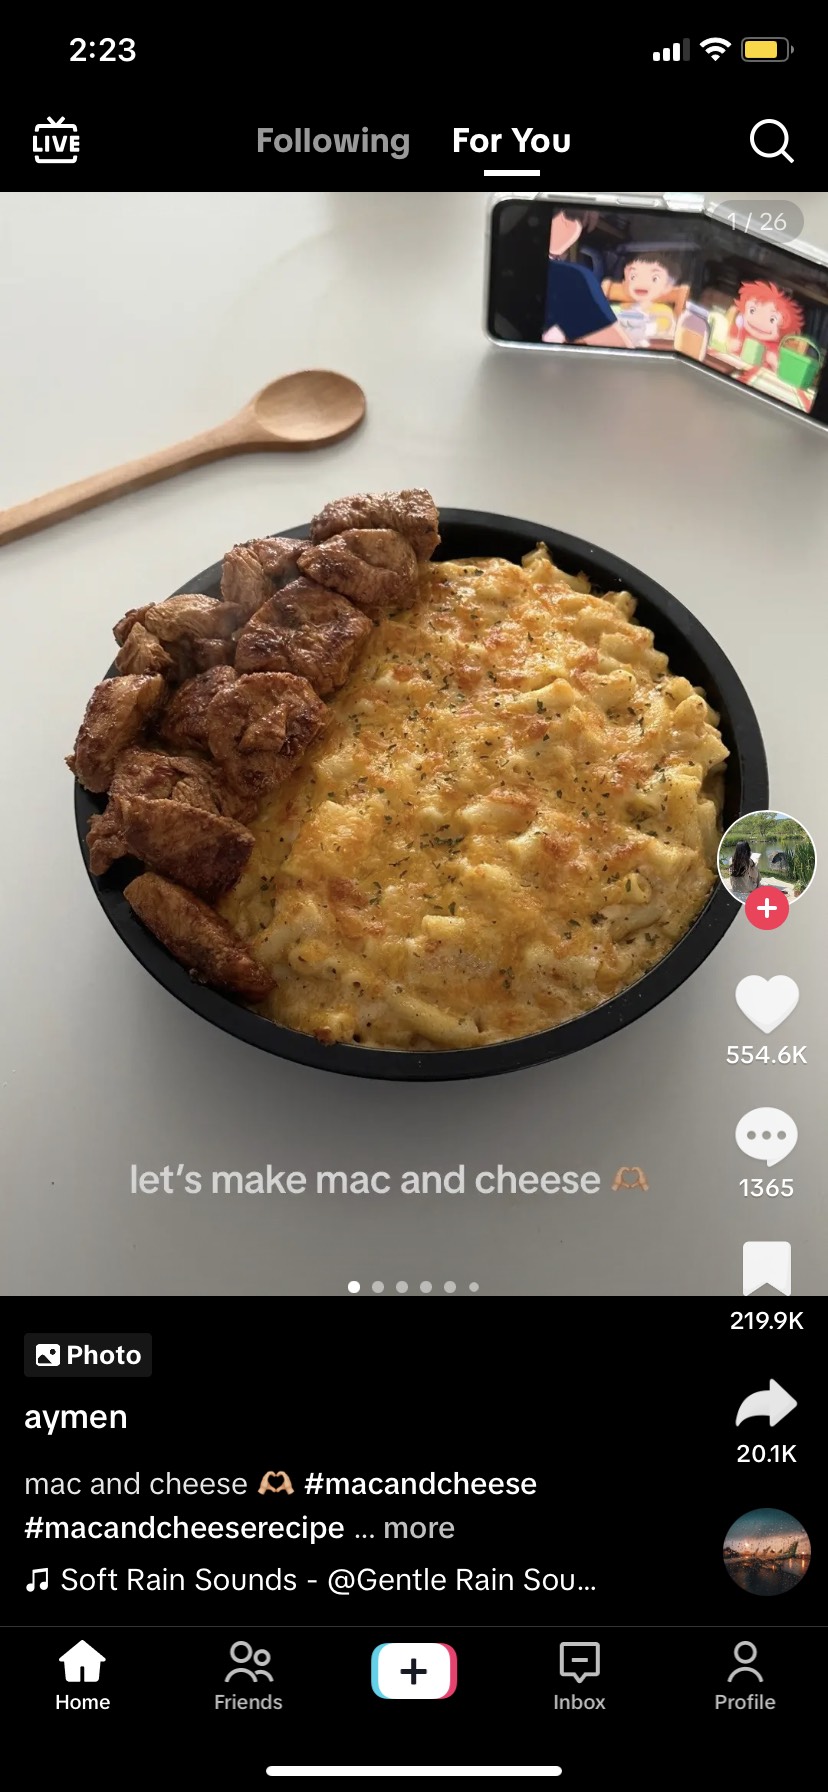 2:23
LIVE
Following For You
1 / 26
let's make mac and cheese 🫶🏼
554.6K
1365
219.9K
20.1K
Photo
aymen
mac and cheese 🫶🏼 #macandcheese
#macandcheeserecipe ... more
Soft Rain Sounds - @Gentle Rain Sou...
Home Friends Inbox Profile